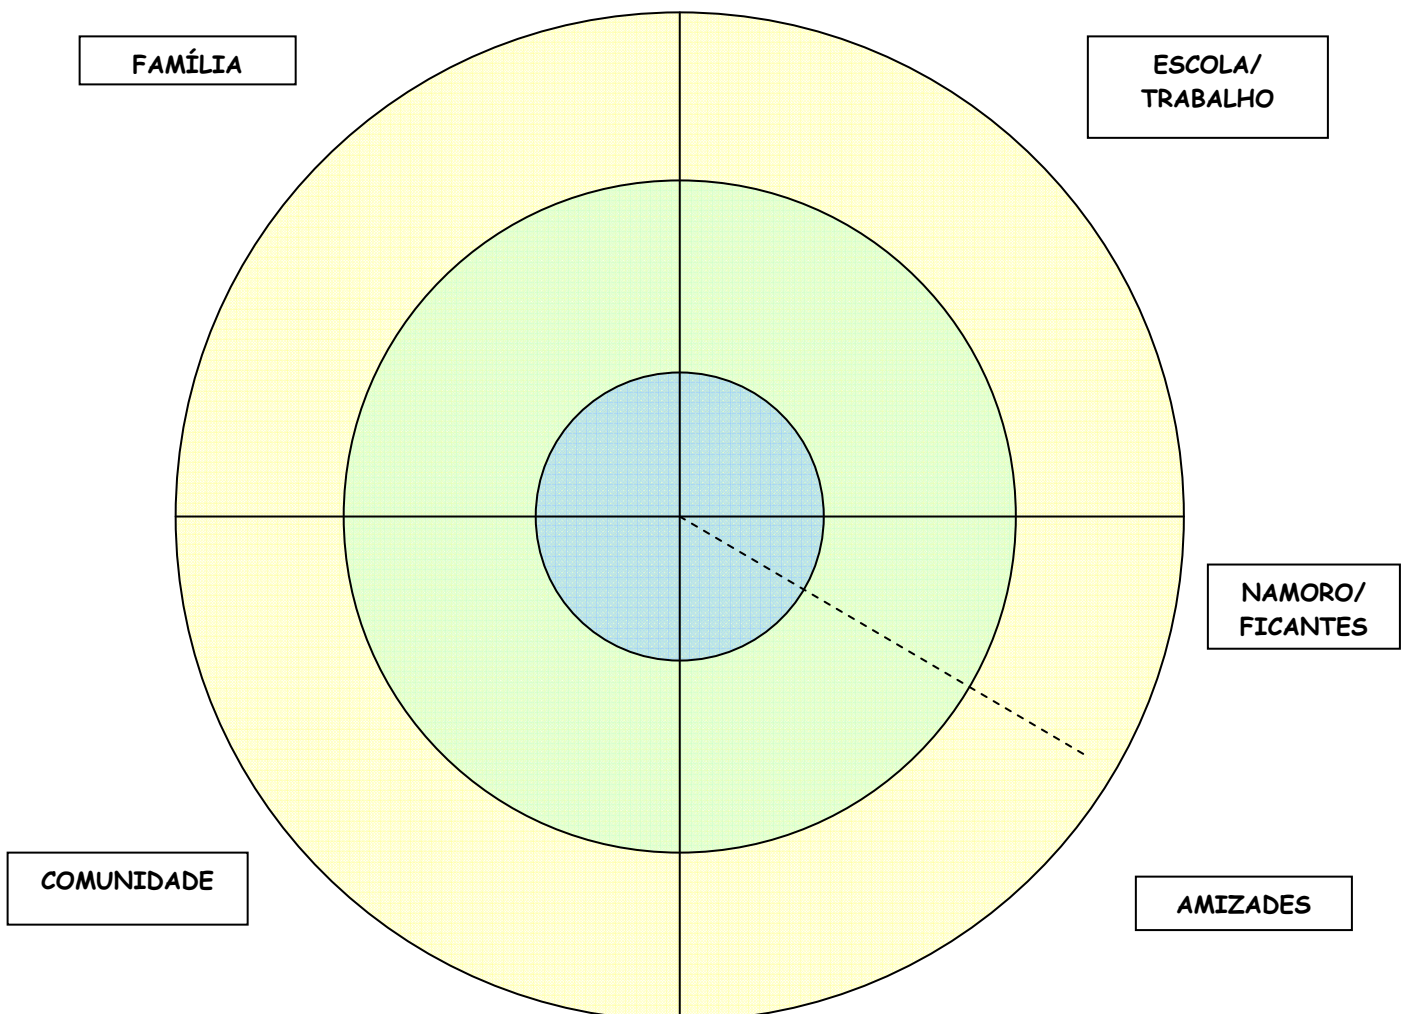 FAMÍLIA
ESCOLA/
TRABALHO
NAMORO/
FICANTES
COMUNIDADE
AMIZADES